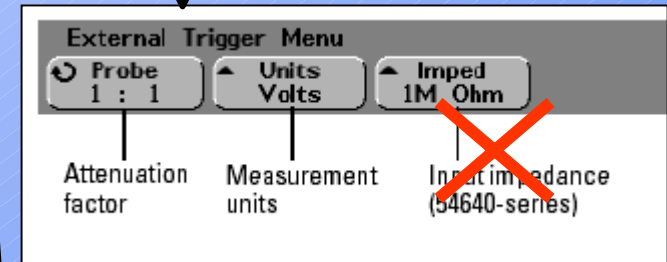 External Trigger Menu
Probe
1 : 1
Units
Volts
Imped
1M Ohm
Attenuation
factor
Measurement
units
Input impedance
(54640-series)